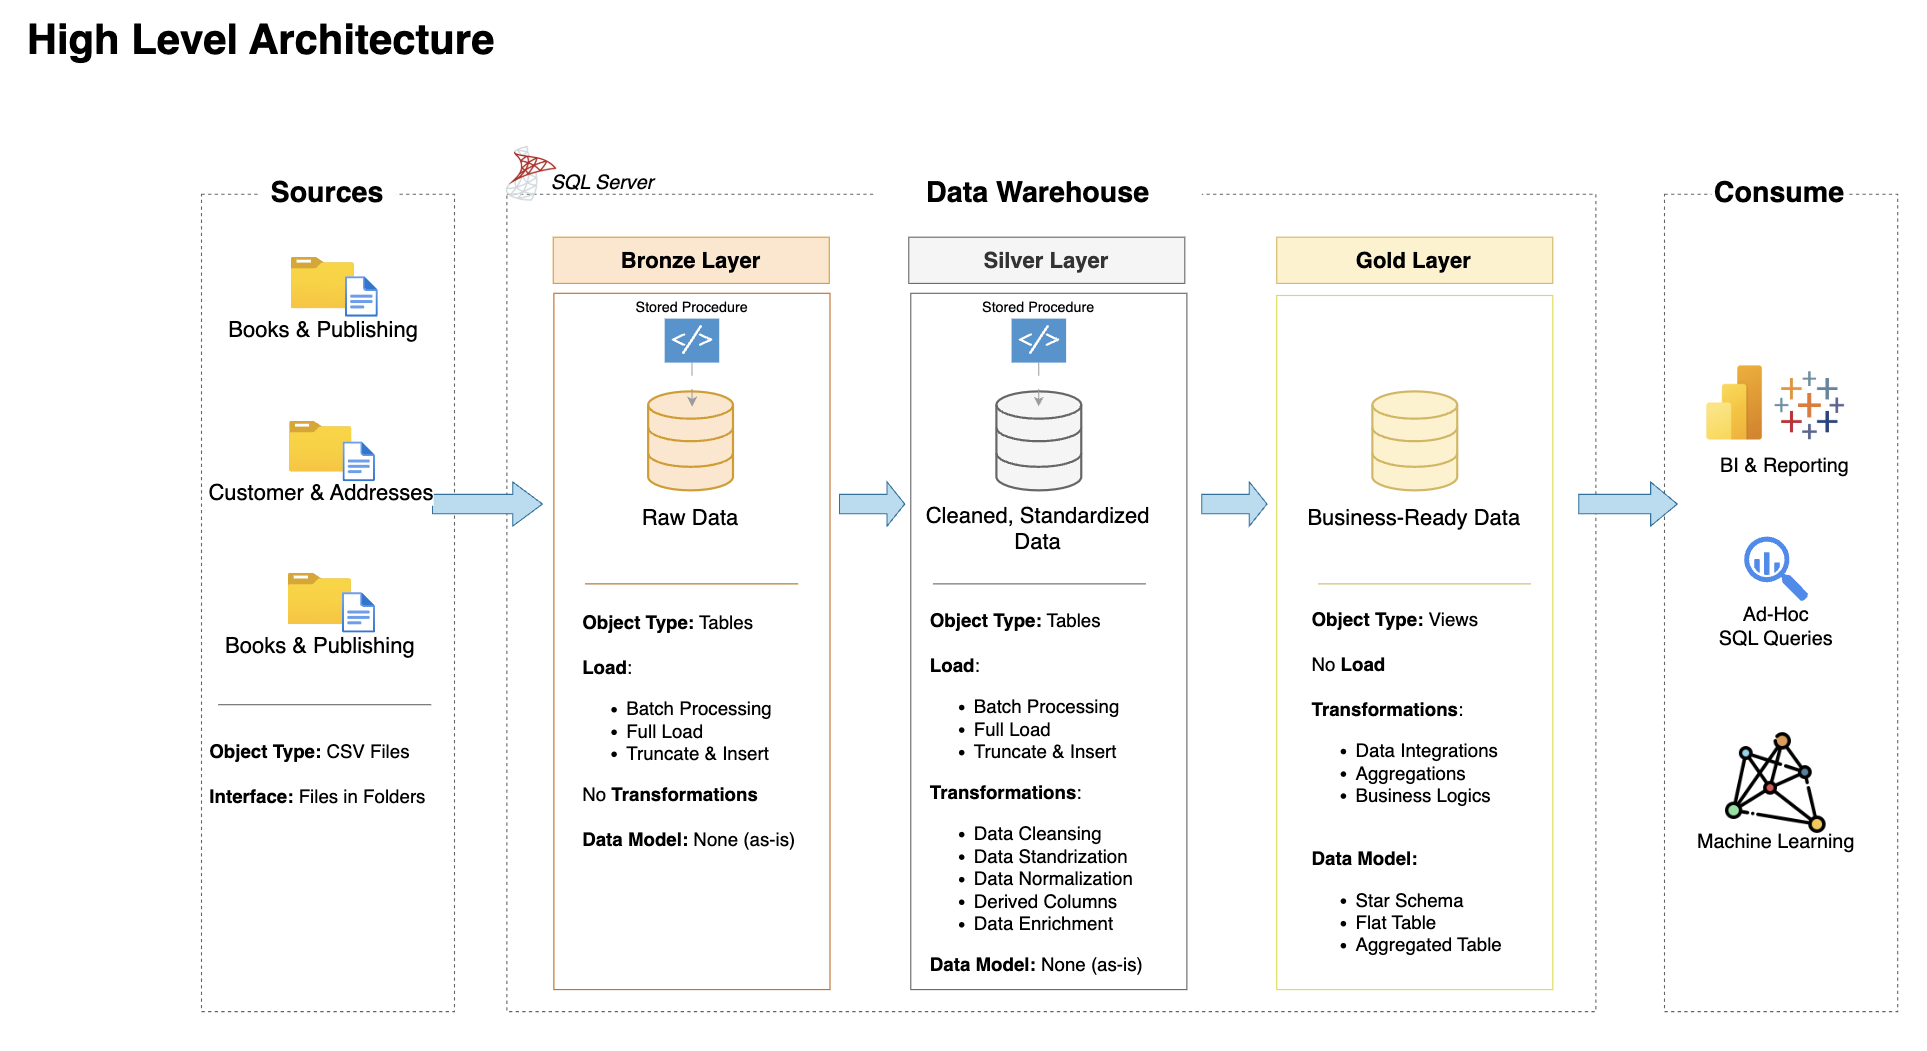 High Level Architecture
Sources
Books & Publishing
Customer & Addresses
Books & Publishing
Object Type: CSV Files
Interface: Files in Folders
SQL Server
Data Warehouse
Bronze Layer
Stored Procedure
</>
Raw Data
Object Type: Tables
Load:
• Batch Processing
• Full Load
• Truncate & Insert
No Transformations
Data Model: None (as-is)
Silver Layer
Stored Procedure
</>
Cleaned, Standardized
Data
Object Type: Tables
Load:
• Batch Processing
• Full Load
• Truncate & Insert
Transformations:
• Data Cleansing
• Data Standrization
• Data Normalization
• Derived Columns
• Data Enrichment
Data Model: None (as-is)
Gold Layer
Business-Ready Data
Object Type: Views
No Load
Transformations:
• Data Integrations
• Aggregations
• Business Logics
Data Model:
• Star Schema
• Flat Table
• Aggregated Table
Consume
BI & Reporting
Ad-Hoc
SQL Queries
Machine Learning